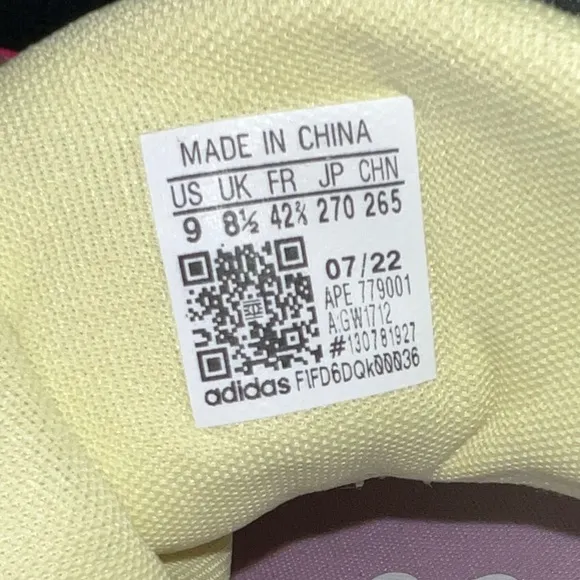 MADE IN CHINA
US UK FR JP CHN
9 8½ 42⅔ 270 265
07/22
APE 779001
A:GW1712
#130781927
adidas FIFD6DQk00036